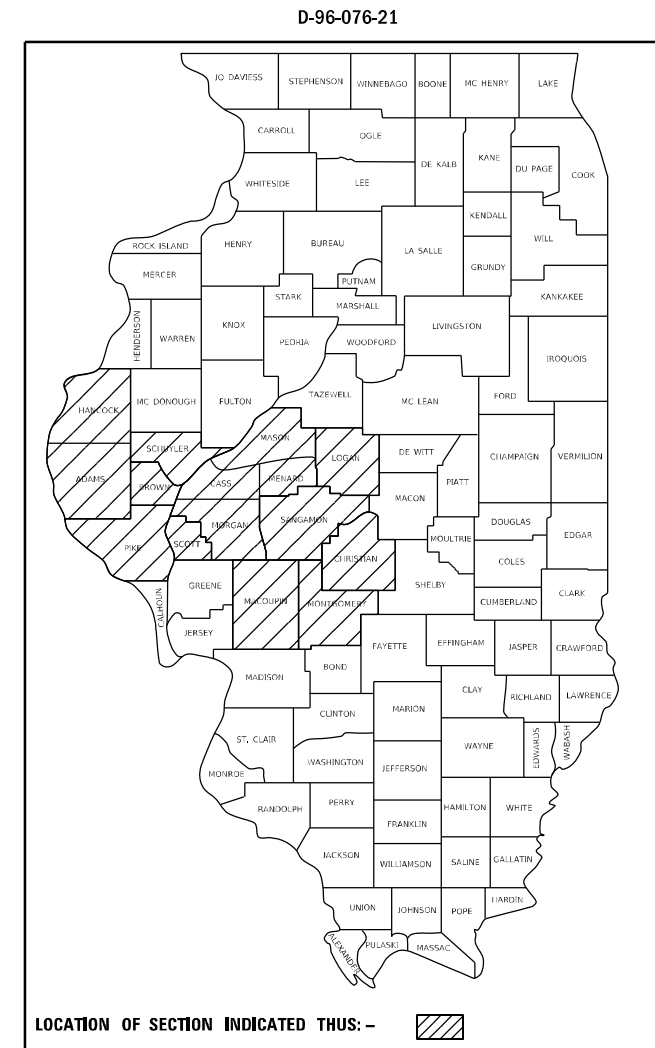 D-96-076-21
JO DAVIESS
STEPHENSON
WINNEBAGO
BOONE
MC HENRY
LAKE
CARROLL
OGLE
DE KALB
KANE
DU PAGE
COOK
WHITESIDE
LEE
KENDALL
WILL
ROCK ISLAND
HENRY
BUREAU
LA SALLE
GRUNDY
MERCER
PUTNAM
KANKAKEE
STARK
MARSHALL
HENDERSON
WARREN
KNOX
PEORIA
WOODFORD
LIVINGSTON
IROQUOIS
HANCOCK
MC DONOUGH
FULTON
TAZEWELL
MC LEAN
FORD
MASON
SCHUYLER
LOGAN
DE WITT
CHAMPAIGN
VERMILION
ADAMS
BROWN
CASS
MENARD
PIATT
MACON
SANGAMON
MORGAN
DOUGLAS
PIKE
SCOTT
MOULTRIE
EDGAR
CHRISTIAN
COLES
GREENE
SHELBY
CALHOUN
MACOUPIN
MONTGOMERY
CUMBERLAND
CLARK
JERSEY
FAYETTE
EFFINGHAM
JASPER
CRAWFORD
BOND
MADISON
CLAY
RICHLAND
LAWRENCE
CLINTON
MARION
ST. CLAIR
WAYNE
EDWARDS
WABASH
WASHINGTON
JEFFERSON
MONROE
RANDOLPH
PERRY
HAMILTON
WHITE
FRANKLIN
JACKSON
WILLIAMSON
SALINE
GALLATIN
UNION
JOHNSON
POPE
HARDIN
ALEXANDER
PULASKI
MASSAC
LOCATION OF SECTION INDICATED THUS: –